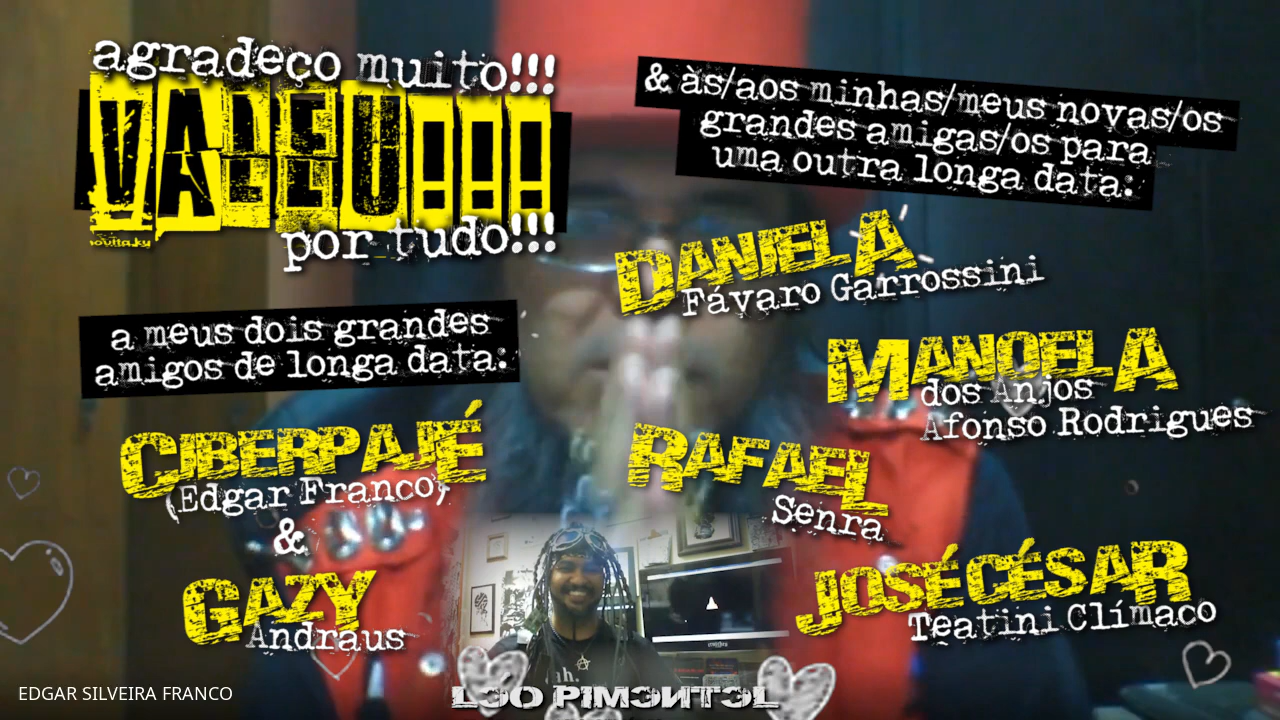 agradeço muito!!!
VALEU!!!
por tudo!!!
a meus dois grandes
amigos de longa data:
CIBERPAJÉ
(Edgar Franco)
&
GAZY
Andraus
& às/aos minhas/meus novas/os
grandes amigas/os para
uma outra longa data:
DANIELA
Fávaro Garrossini
MANOELA
dos Anjos
Afonso Rodrigues
RAFAEL
Senra
JOSÉCÉSAR
Teatini Clímaco
LƏO PIMƏИTƏL
EDGAR SILVEIRA FRANCO